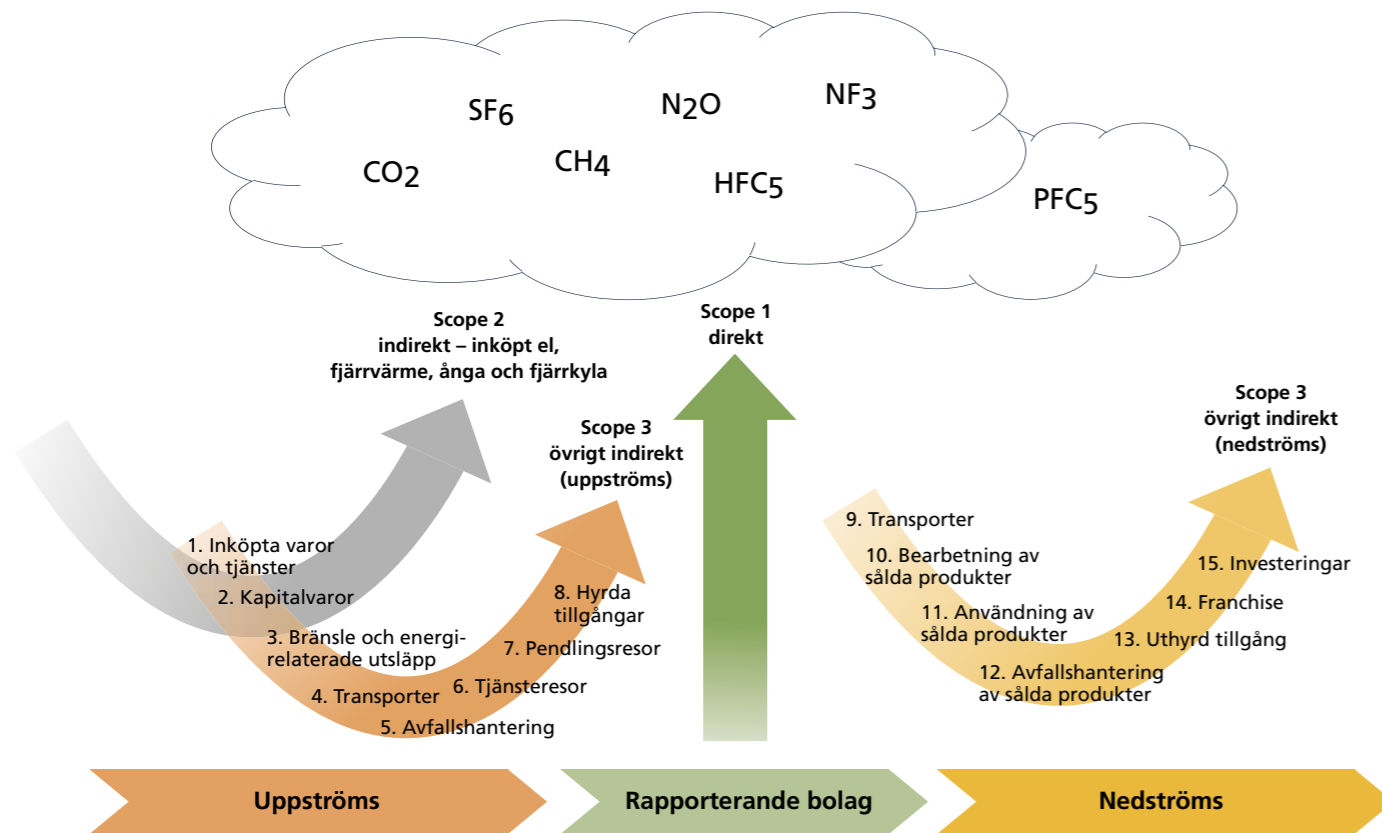 SF6
N2O
NF3
CO2
CH4
HFC5
PFC5
Scope 2
indirekt – inköpt el,
fjärrvärme, ånga och fjärrkyla
Scope 1
direkt
Scope 3
övrigt indirekt
(uppströms)
Scope 3
övrigt indirekt
(nedströms)
1. Inköpta varor
och tjänster
2. Kapitalvaror
3. Bränsle och energi-
relaterade utsläpp
4. Transporter
5. Avfallshantering
6. Tjänsteresor
7. Pendlingsresor
8. Hyrda
tillgångar
9. Transporter
10. Bearbetning av
sålda produkter
11. Användning av
sålda produkter
12. Avfallshantering
av sålda produkter
13. Uthyrd tillgång
14. Franchise
15. Investeringar
Uppströms
Rapporterande bolag
Nedströms